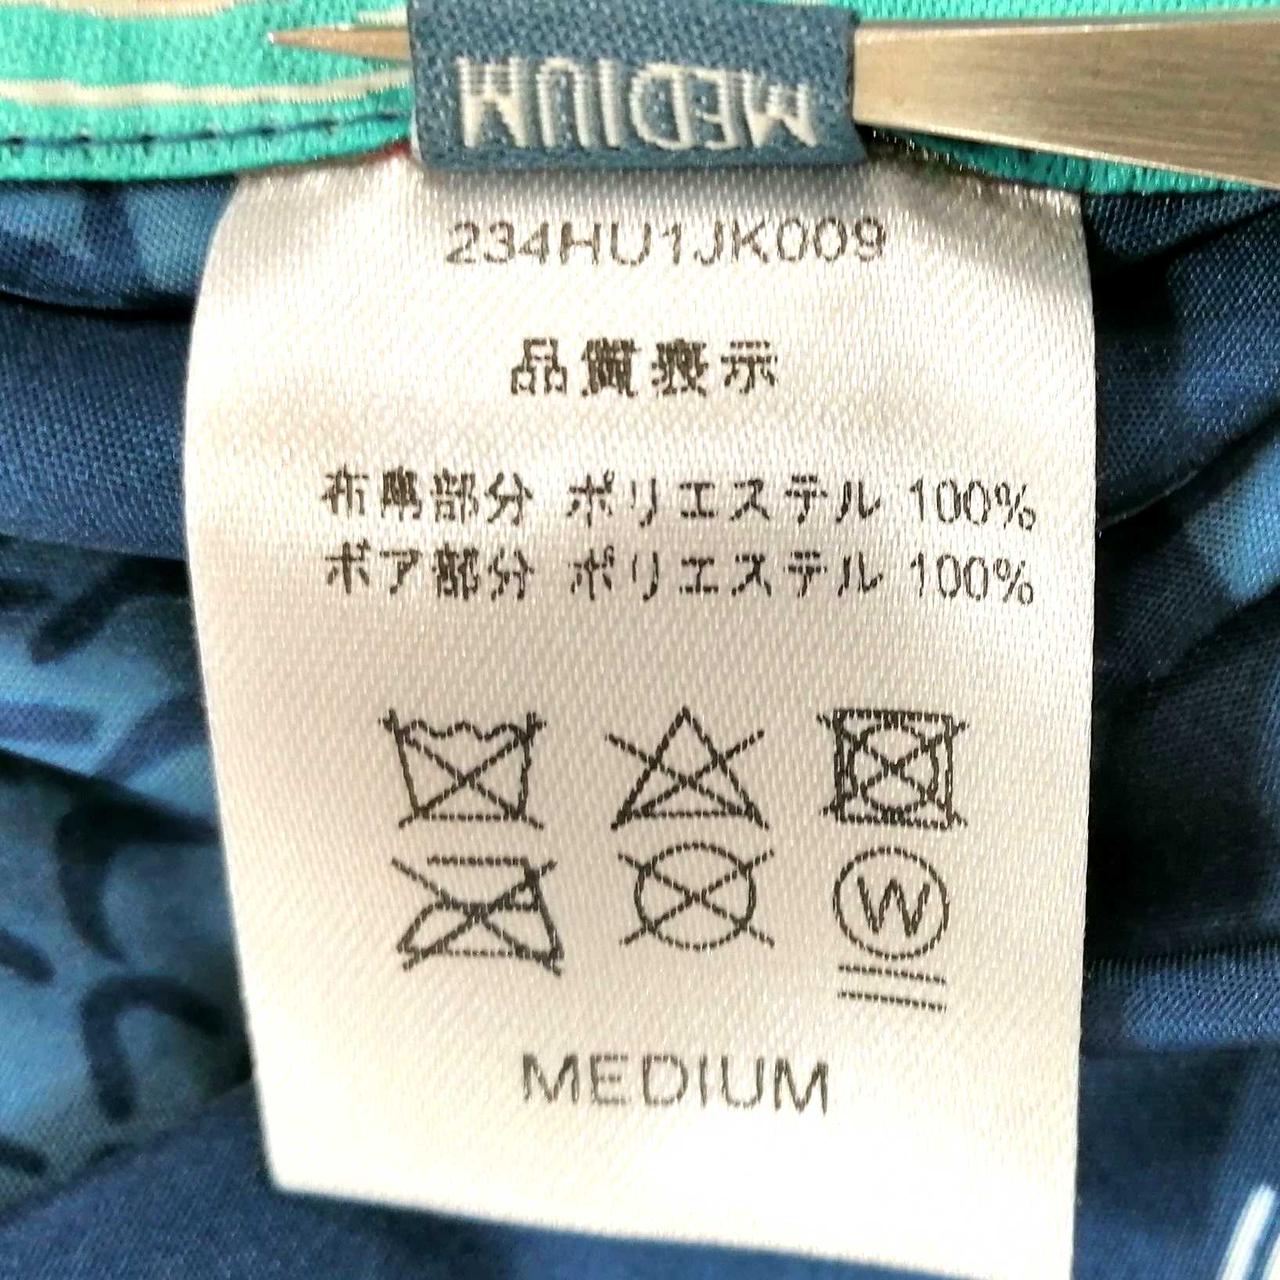 MEDIUM
234HU1JK009
品質表示
布帛部分 ポリエステル 100%
ボア部分 ポリエステル 100%
W
MEDIUM